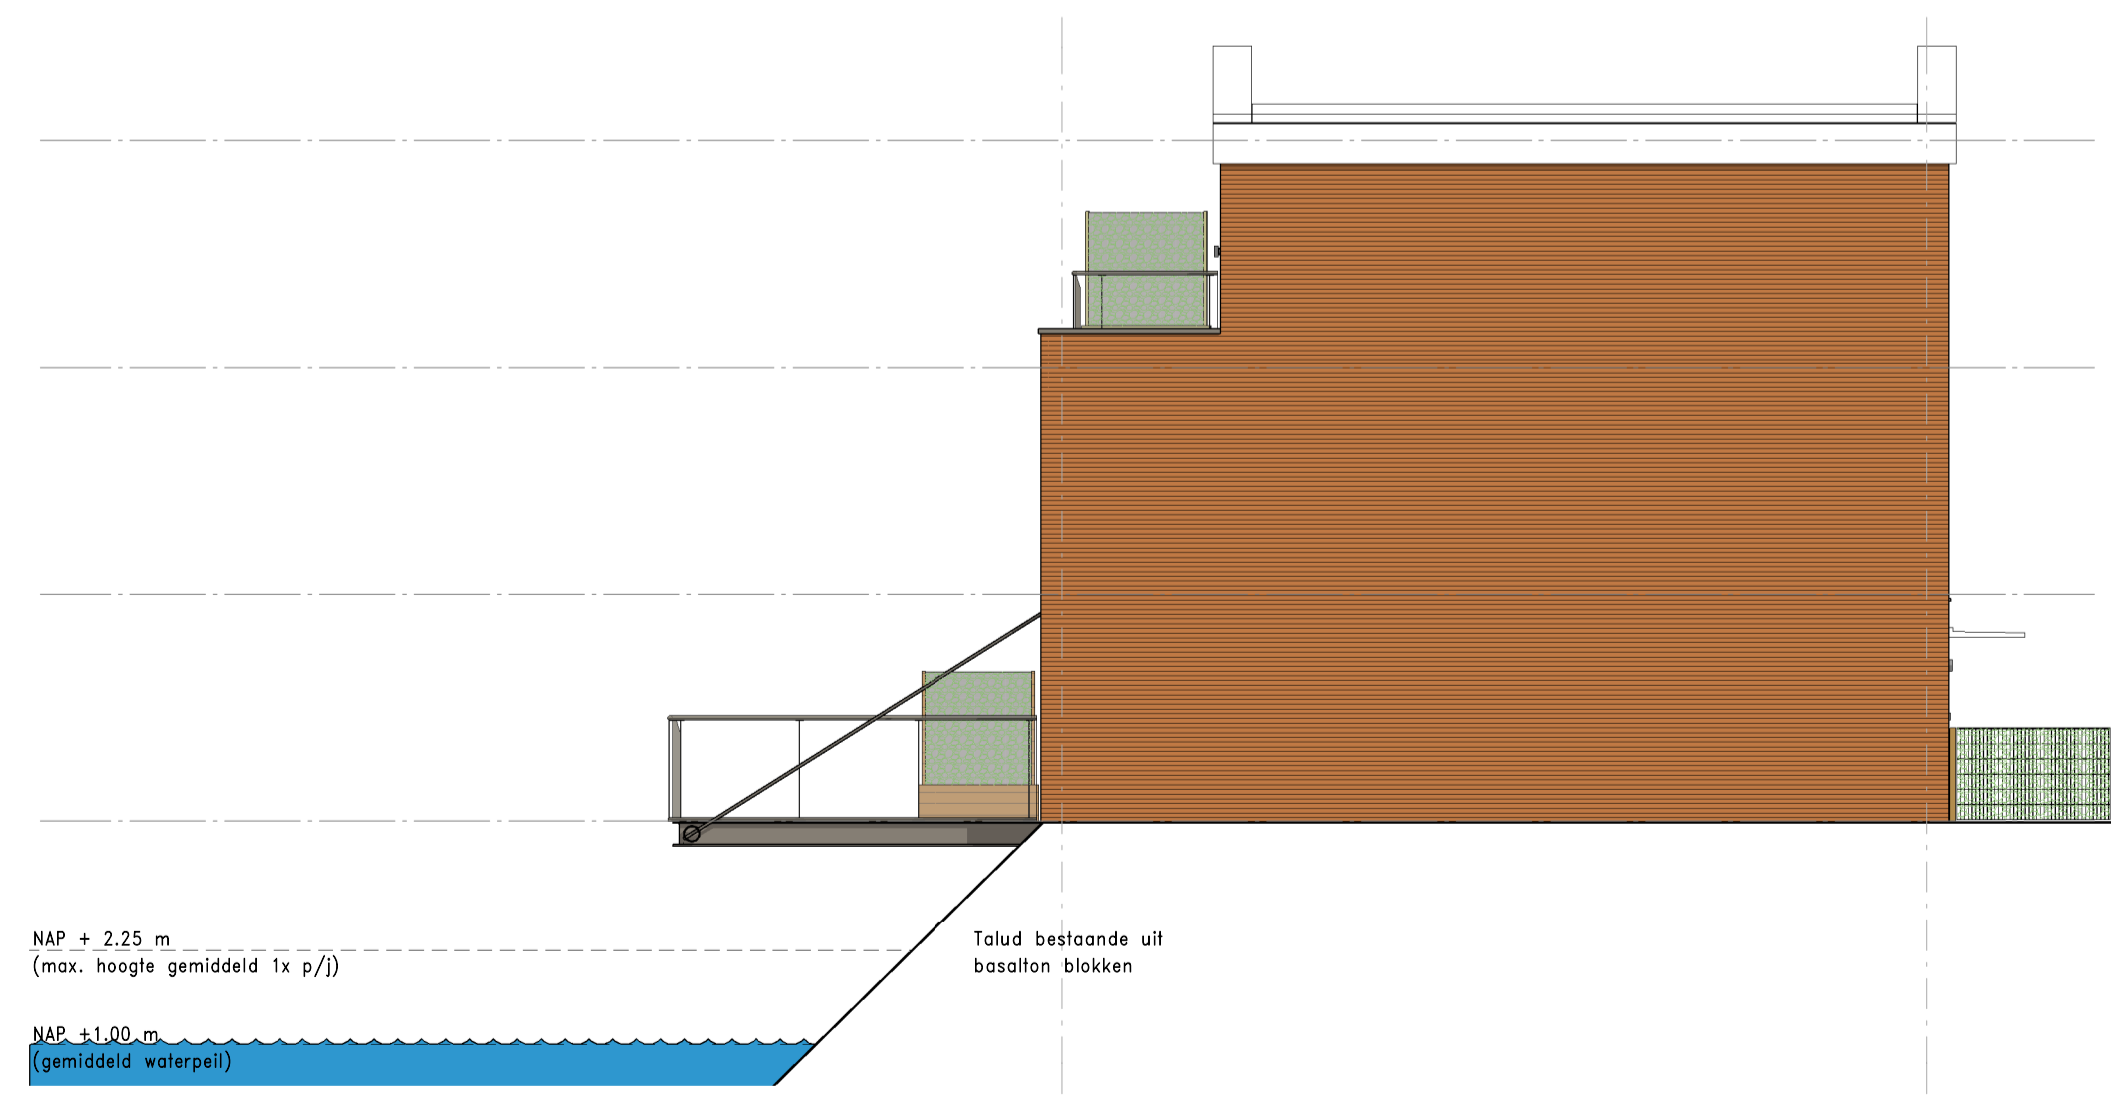 NAP + 2.25 m
(max. hoogte gemiddeld 1x p/j)
Talud bestaande uit
basalton blokken
NAP +1.00 m
(gemiddeld waterpeil)